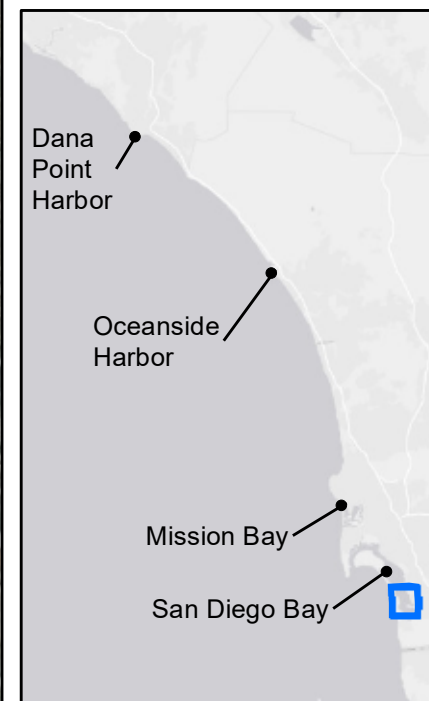 Dana
Point
Harbor
Oceanside
Harbor
Mission Bay
San Diego Bay